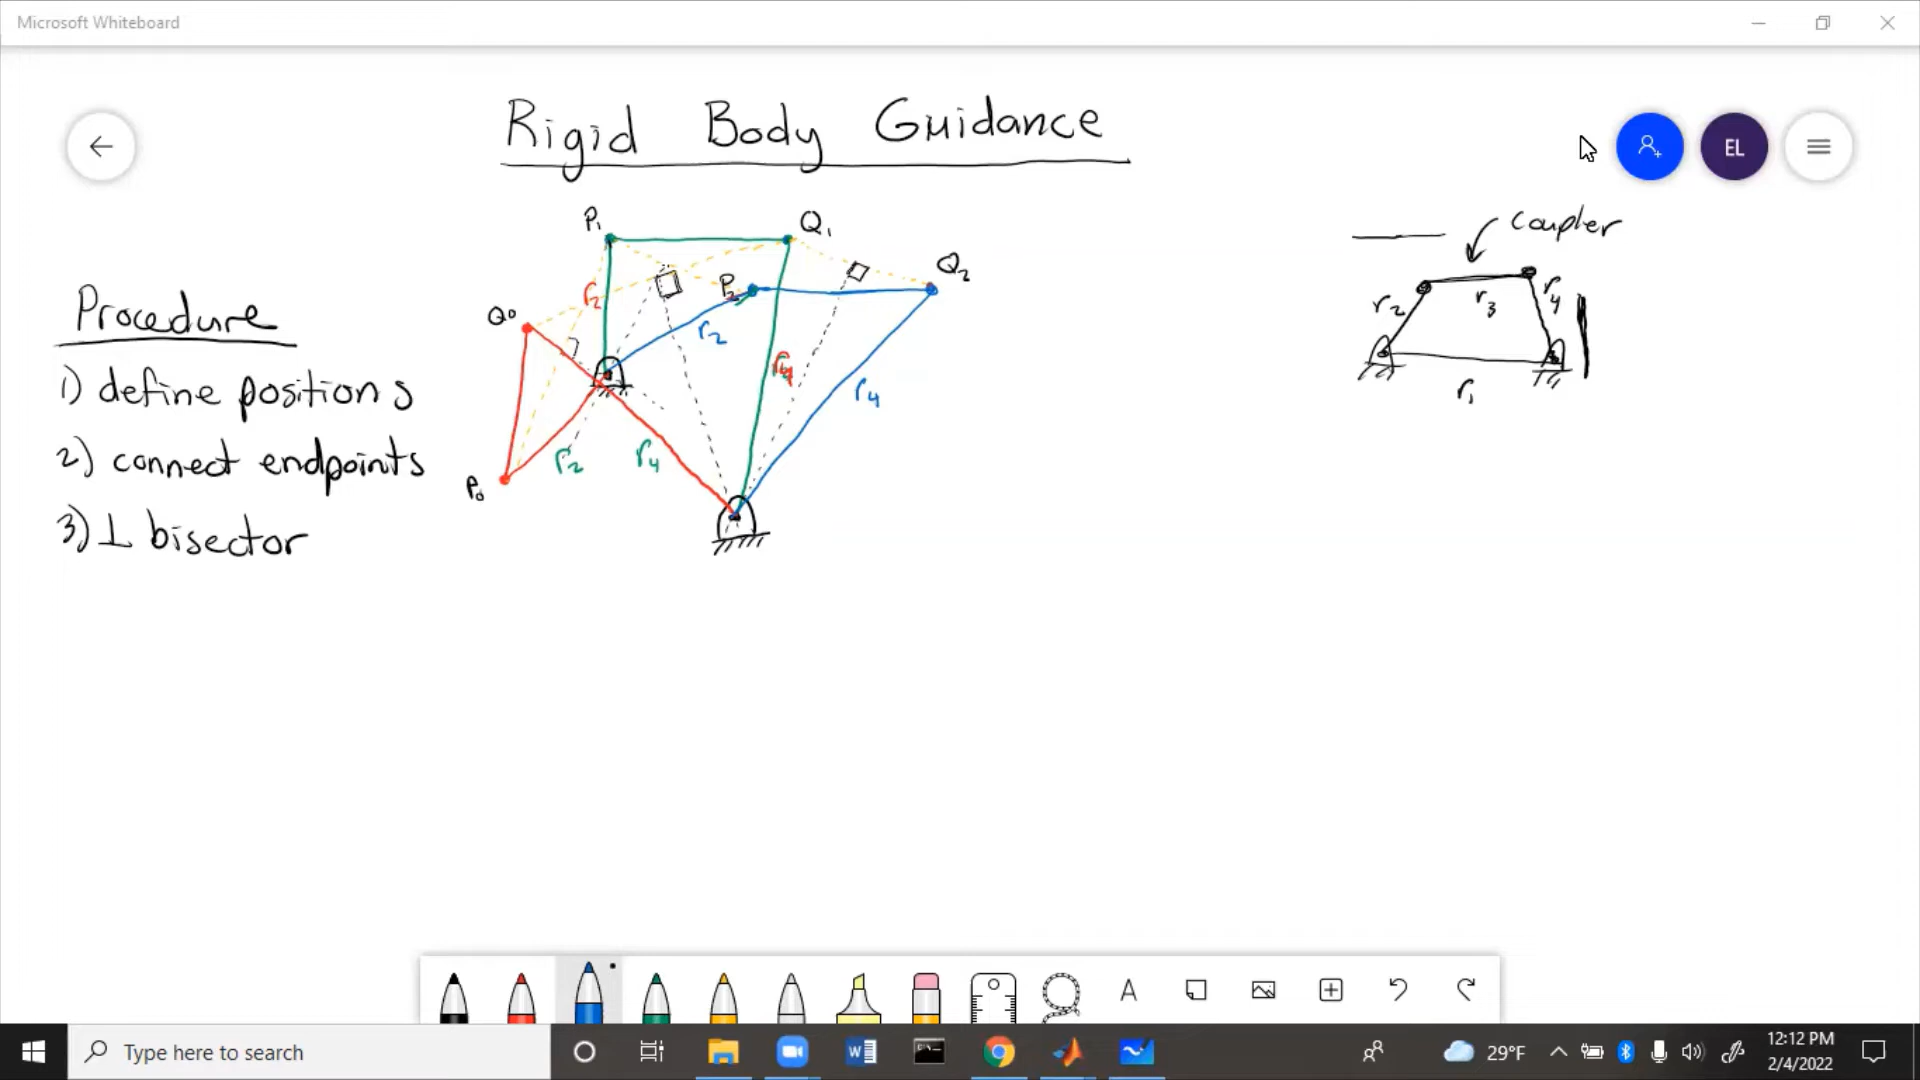 Microsoft Whiteboard
Rigid Body Guidance
EL
Procedure
1) define positions
2) connect endpoints
3) ⊥ bisector
P₁
Q₁
Q₂
P₂
Q₀
P₀
r₂
r₂
r₂
r₄
r₄
r₄
coupler
r₂
r₃
r₄
r₁
A
Type here to search
29°F
12:12 PM
2/4/2022